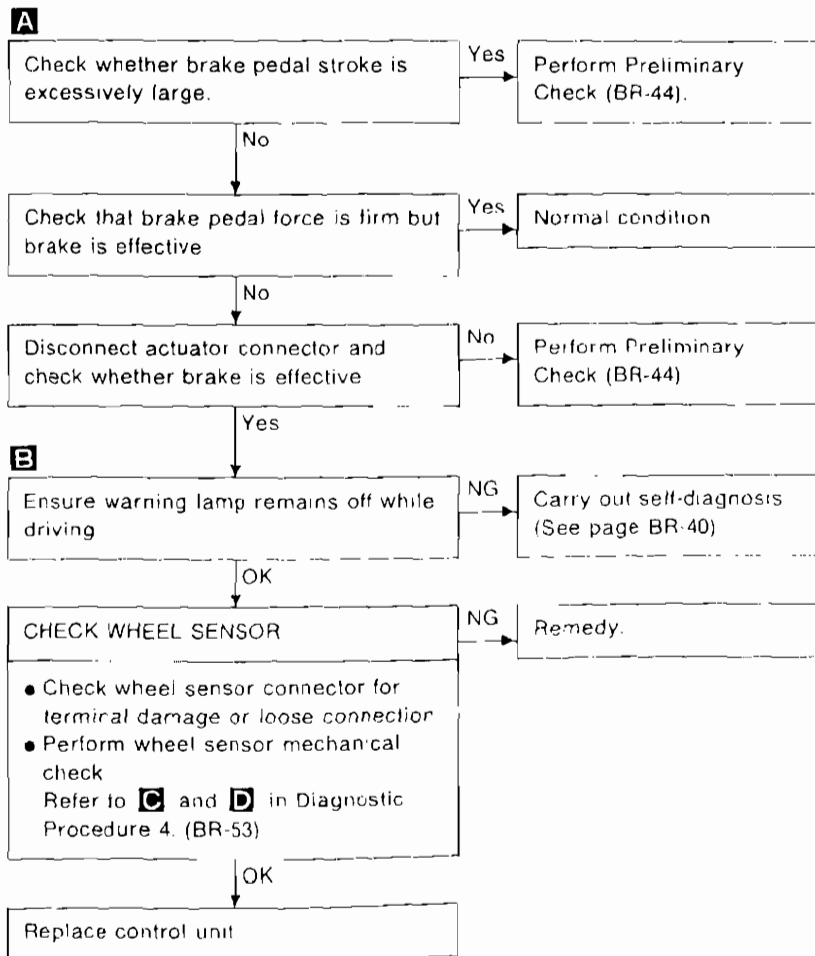 A
Check whether brake pedal stroke is
excessively large.
Yes
Perform Preliminary
Check (BR-44).
No
Check that brake pedal force is firm but
brake is effective
Yes
Normal condition
No
Disconnect actuator connector and
check whether brake is effective
No
Perform Preliminary
Check (BR-44)
Yes
B
Ensure warning lamp remains off while
driving
NG
Carry out self-diagnosis
(See page BR-40)
OK
CHECK WHEEL SENSOR
NG
Remedy.
● Check wheel sensor connector for
terminal damage or loose connection
● Perform wheel sensor mechanical
check
Refer to C and D in Diagnostic
Procedure 4. (BR-53)
OK
Replace control unit